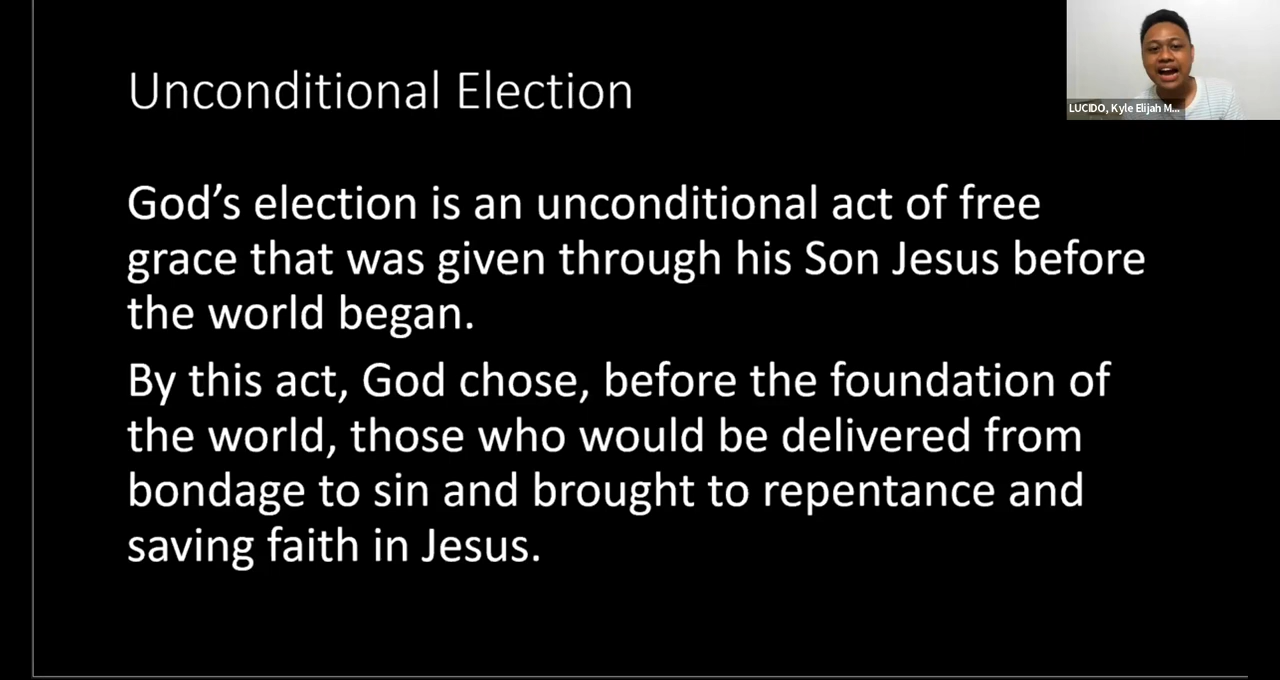 Unconditional Election
LUCIDO, Kyle Elijah M...
God’s election is an unconditional act of free
grace that was given through his Son Jesus before
the world began.
By this act, God chose, before the foundation of
the world, those who would be delivered from
bondage to sin and brought to repentance and
saving faith in Jesus.